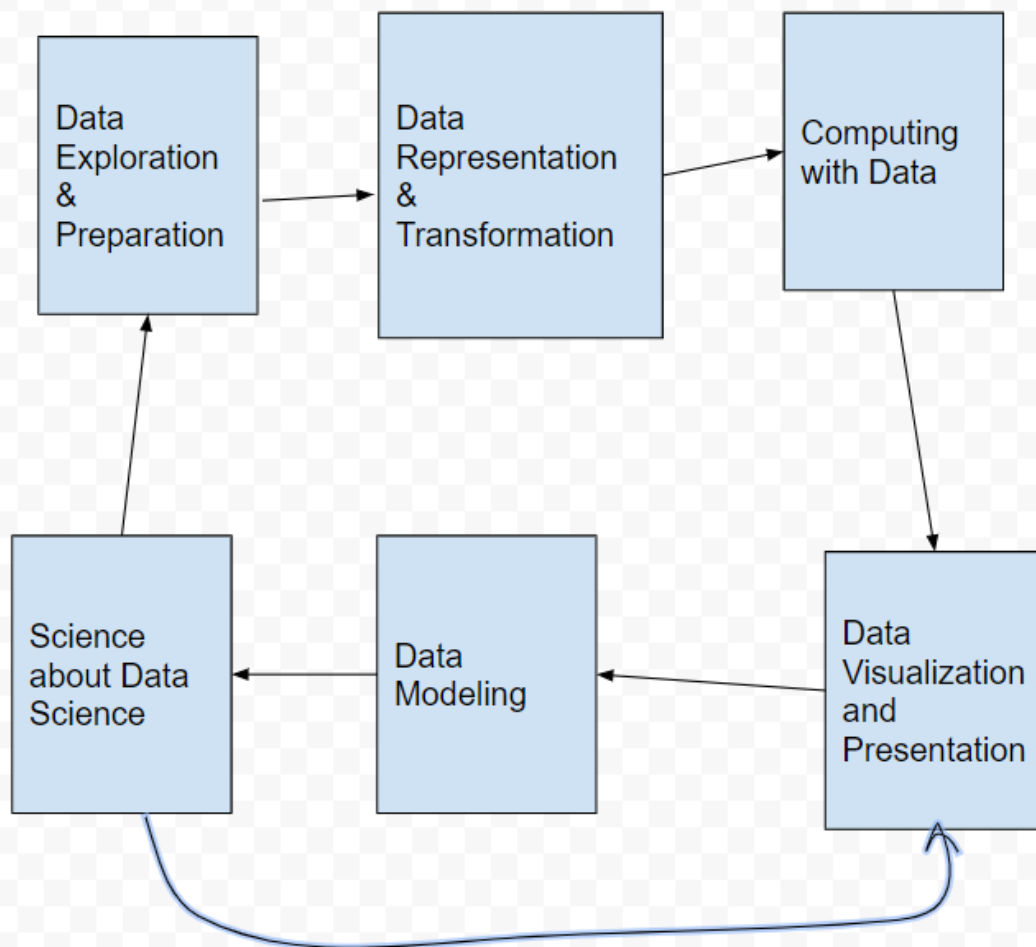 Data
Exploration
&
Preparation
Data
Representation
&
Transformation
Computing
with Data
Science
about Data
Science
Data
Modeling
Data
Visualization
and
Presentation